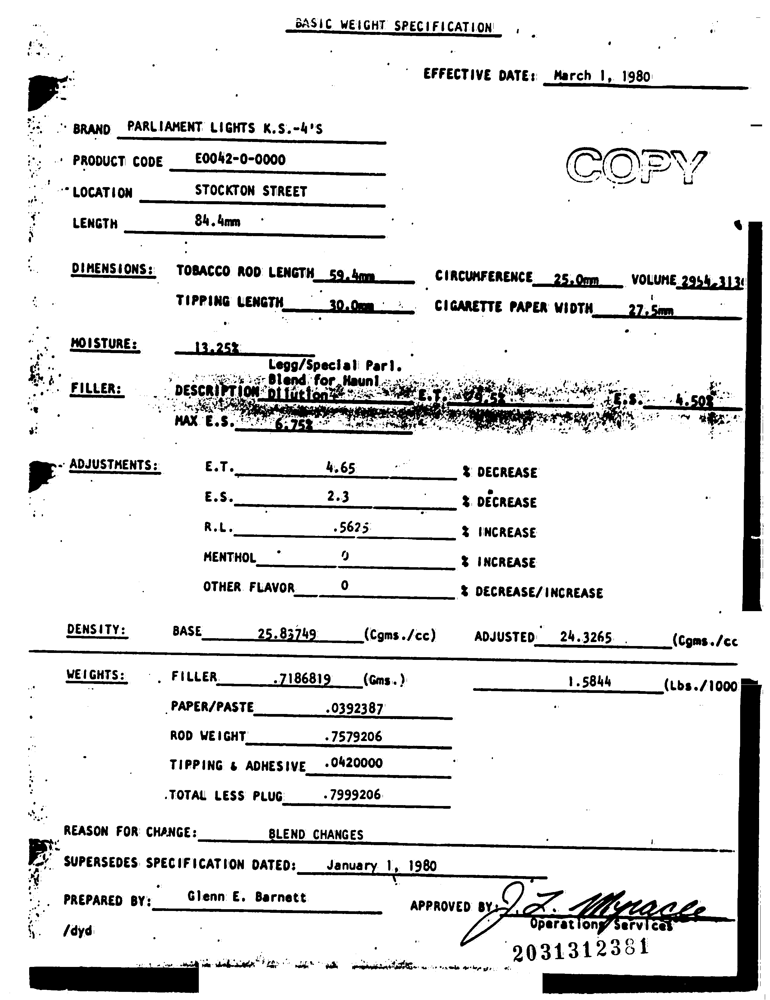 BASIC WEIGHT SPECIFICATION
EFFECTIVE DATE: March 1, 1980
BRAND PARLIAMENT LIGHTS K.S.-4'S
PRODUCT CODE E0042-0-0000
COPY
LOCATION STOCKTON STREET
LENGTH 84.4mm
DIMENSIONS: TOBACCO ROD LENGTH 59.4mm CIRCUMFERENCE 25.0mm VOLUME 2954.313
TIPPING LENGTH 30.0mm CIGARETTE PAPER WIDTH 27.5mm
MOISTURE: 13.25%
Legg/Special Parl.
Blend for Hauni
FILLER: DESCRIPTION Dilution E.T. 79.5% E.S. 4.50%
MAX E.S. 6.75%
ADJUSTMENTS: E.T. 4.65 % DECREASE
E.S. 2.3 % DECREASE
R.L. .5625 % INCREASE
MENTHOL 0 % INCREASE
OTHER FLAVOR 0 % DECREASE/INCREASE
DENSITY: BASE 25.83749 (Cgms./cc) ADJUSTED 24.3265 (Cgms./cc
WEIGHTS: FILLER .7186819 (Gms.) 1.5844 (Lbs./1000
PAPER/PASTE .0392387
ROD WEIGHT .7579206
TIPPING & ADHESIVE .0420000
TOTAL LESS PLUG .7999206
REASON FOR CHANGE: BLEND CHANGES
SUPERSEDES SPECIFICATION DATED: January 1, 1980
PREPARED BY: Glenn E. Barnett APPROVED BY: J. L. Myracle
Operations Services
/dyd
2031312381